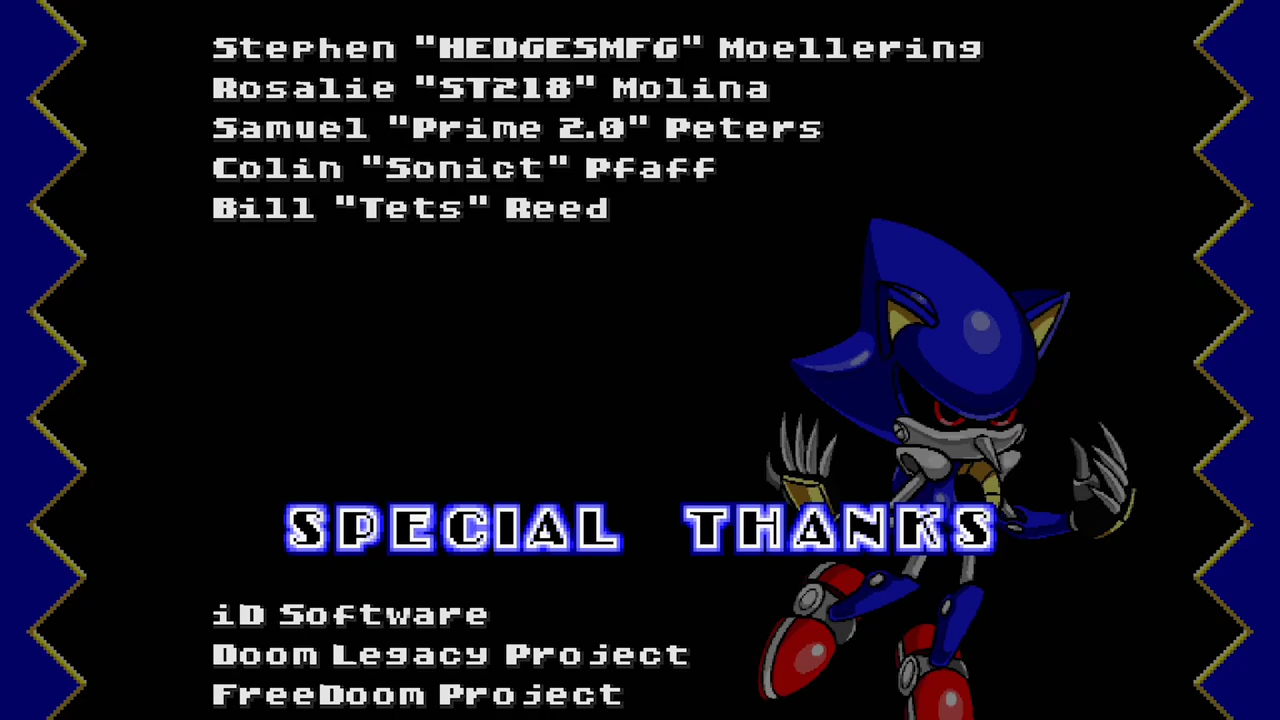 Stephen "HEDGESMFG" Moellering
Rosalie "ST218" Molina
Samuel "Prime 2.0" Peters
Colin "Sonict" Pfaff
Bill "Tets" Reed
SPECIAL THANKS
iD Software
Doom Legacy Project
FreeDoom Project